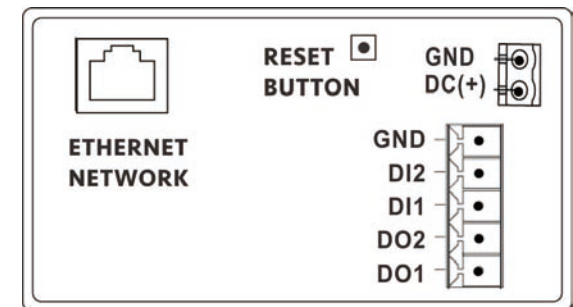 RESET
BUTTON
GND
DC(+)
ETHERNET
NETWORK
GND
DI2
DI1
DO2
DO1